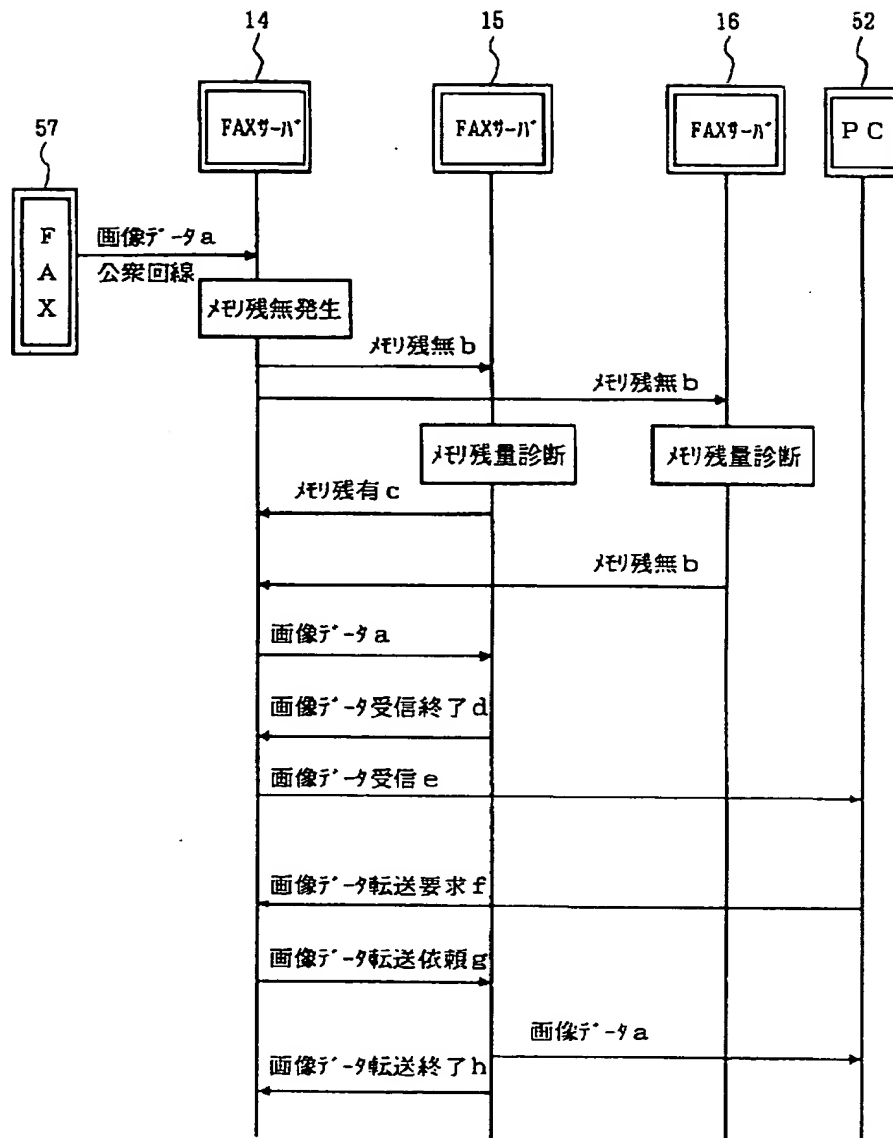 14
15
16
52
FAXサーバ
FAXサーバ
FAXサーバ
PC
57
FAX
画像データa
公衆回線
メモリ残無発生
メモリ残無b
メモリ残無b
メモリ残量診断
メモリ残量診断
メモリ残有c
メモリ残無b
画像データa
画像データ受信終了d
画像データ受信e
画像データ転送要求f
画像データ転送依頼g
画像データa
画像データ転送終了h